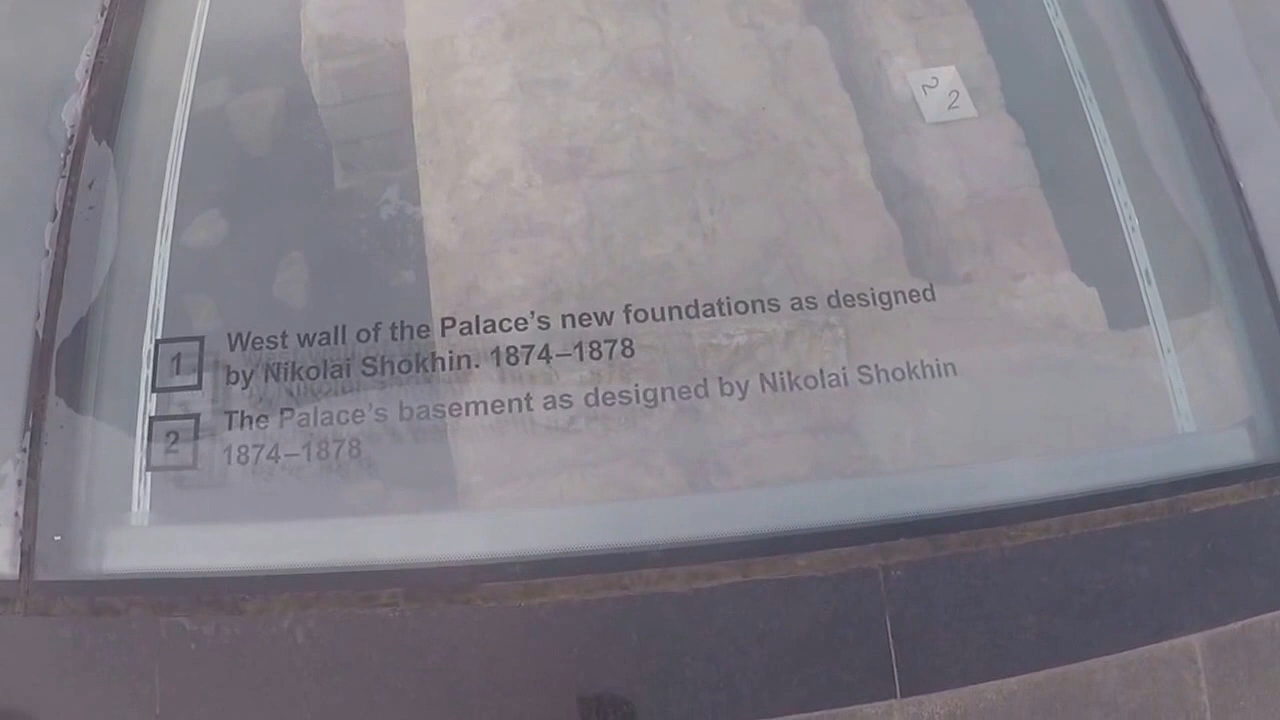 2
2
1 West wall of the Palace's new foundations as designed
by Nikolai Shokhin. 1874–1878
2 The Palace's basement as designed by Nikolai Shokhin
1874–1878